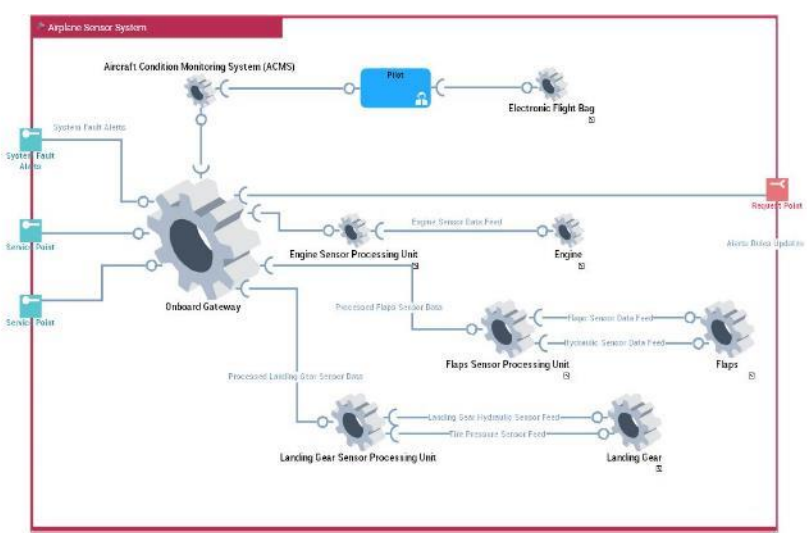 Airplane Sensor System
Aircraft Condition Monitoring System (ACMS)
Pilot
Electronic Flight Bag
System Fault Alerts
System Fault
Alerts
Request Point
Service Point
Engine Sensor Data Feed
Alerts Rules Updates
Engine Sensor Processing Unit
Engine
Onboard Gateway
Processed Flaps Sensor Data
Service Point
Flaps Sensor Data Feed
Hydraulic Sensor Data Feed
Flaps Sensor Processing Unit
Flaps
Processed Landing Gear Sensor Data
Landing Gear Hydraulic Sensor Feed
Tire Pressure Sensor Feed
Landing Gear Sensor Processing Unit
Landing Gear